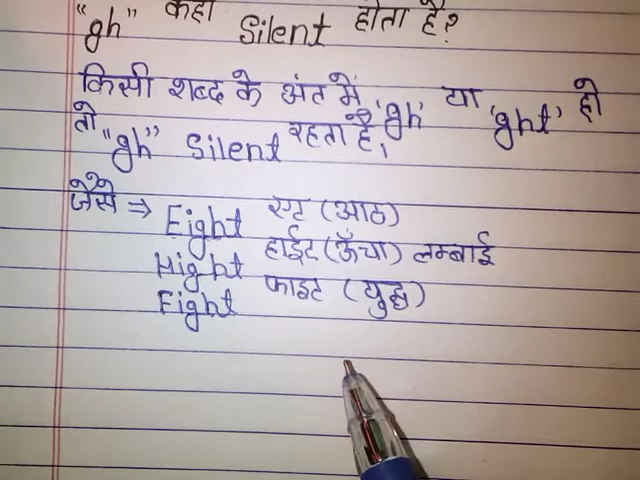 "gh" कहाँ Silent होता है?
किसी शब्द के अंत में 'gh' या 'ght' हो
तो "gh" Silent रहता है,
जैसे ⇒ Eight एट (आठ)
Hight हाईट (ऊँचा) लम्बाई
Fight फाइट (युद्ध)